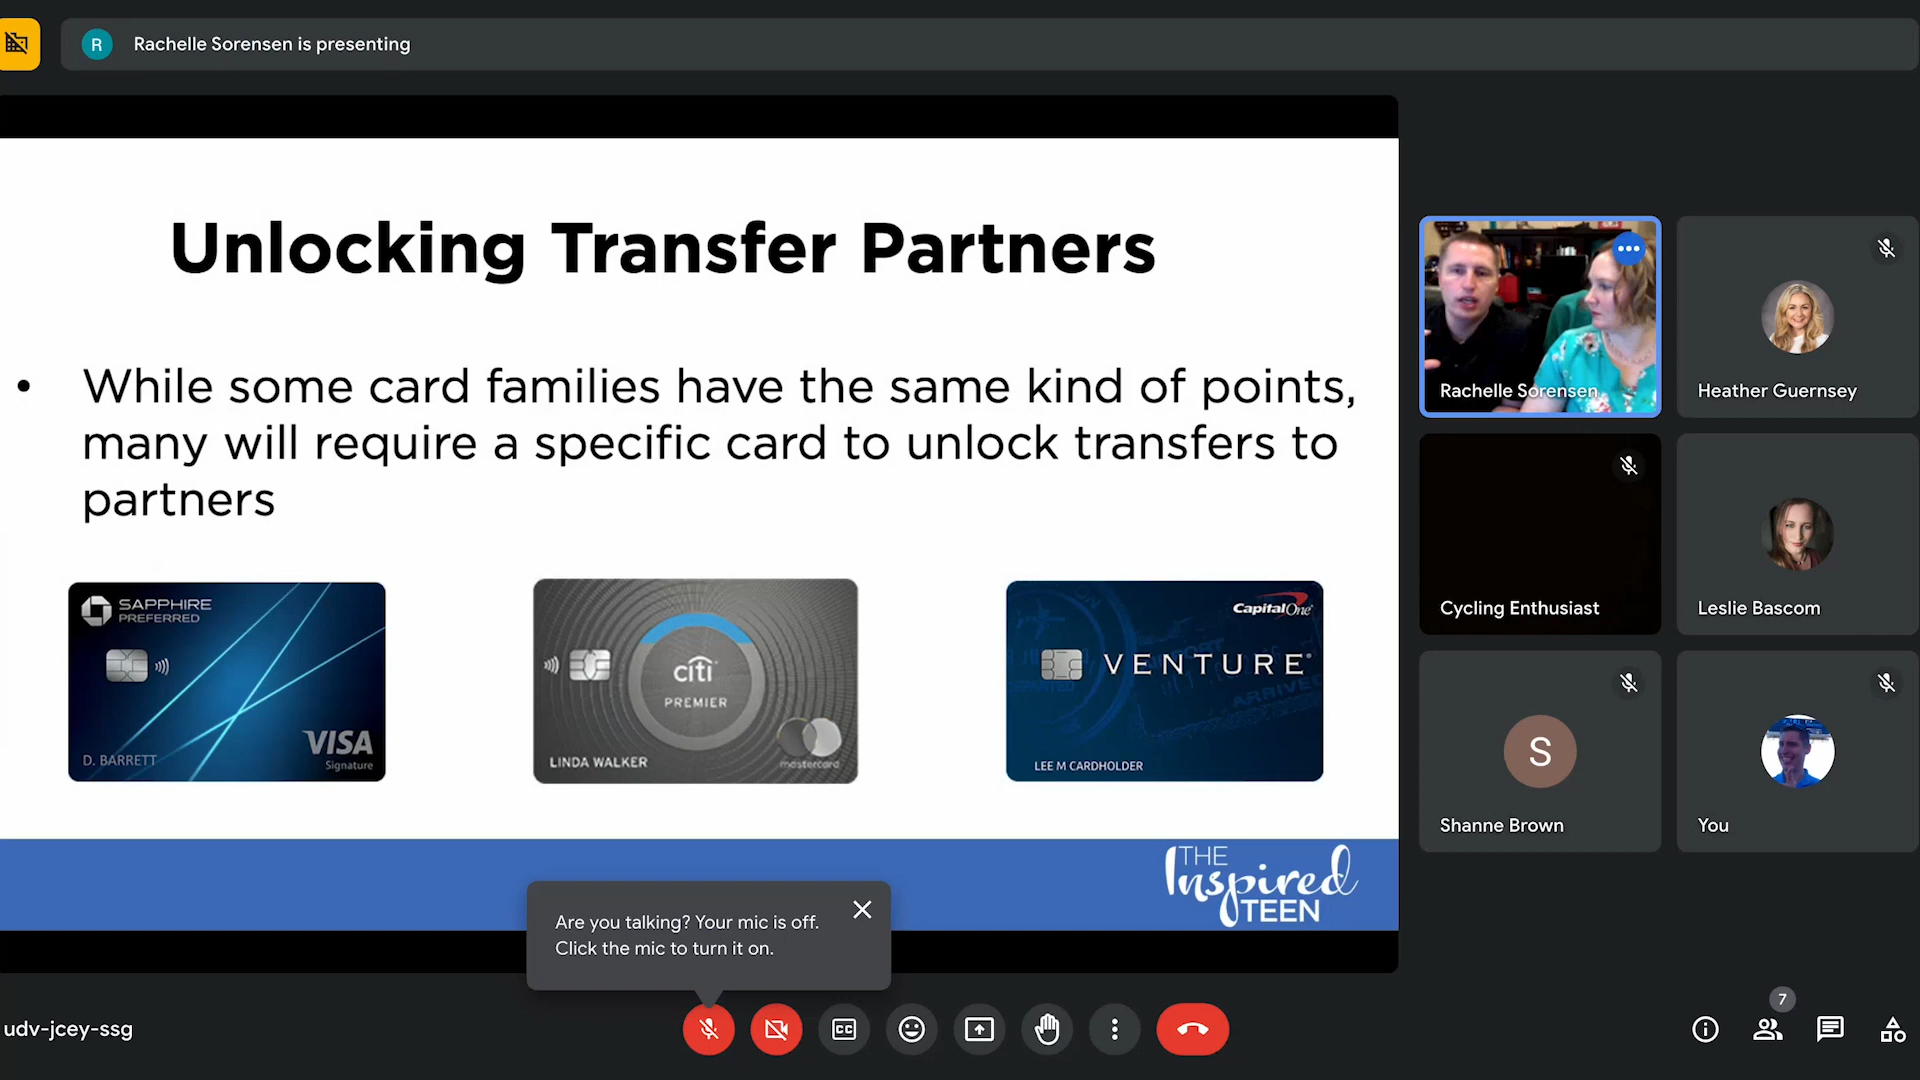 R
Rachelle Sorensen is presenting
Unlocking Transfer Partners
• While some card families have the same kind of points,
many will require a specific card to unlock transfers to
partners
SAPPHIRE
PREFERRED
VISA
Signature
D. BARRETT
citi
PREMIER
LINDA WALKER
mastercard
Capital One
VENTURE
LEE M CARDHOLDER
THE
Inspired
TEEN
Rachelle Sorensen
Heather Guernsey
Cycling Enthusiast
Leslie Bascom
S
Shanne Brown
You
Are you talking? Your mic is off.
Click the mic to turn it on.
udv-jcey-ssg
CC
7